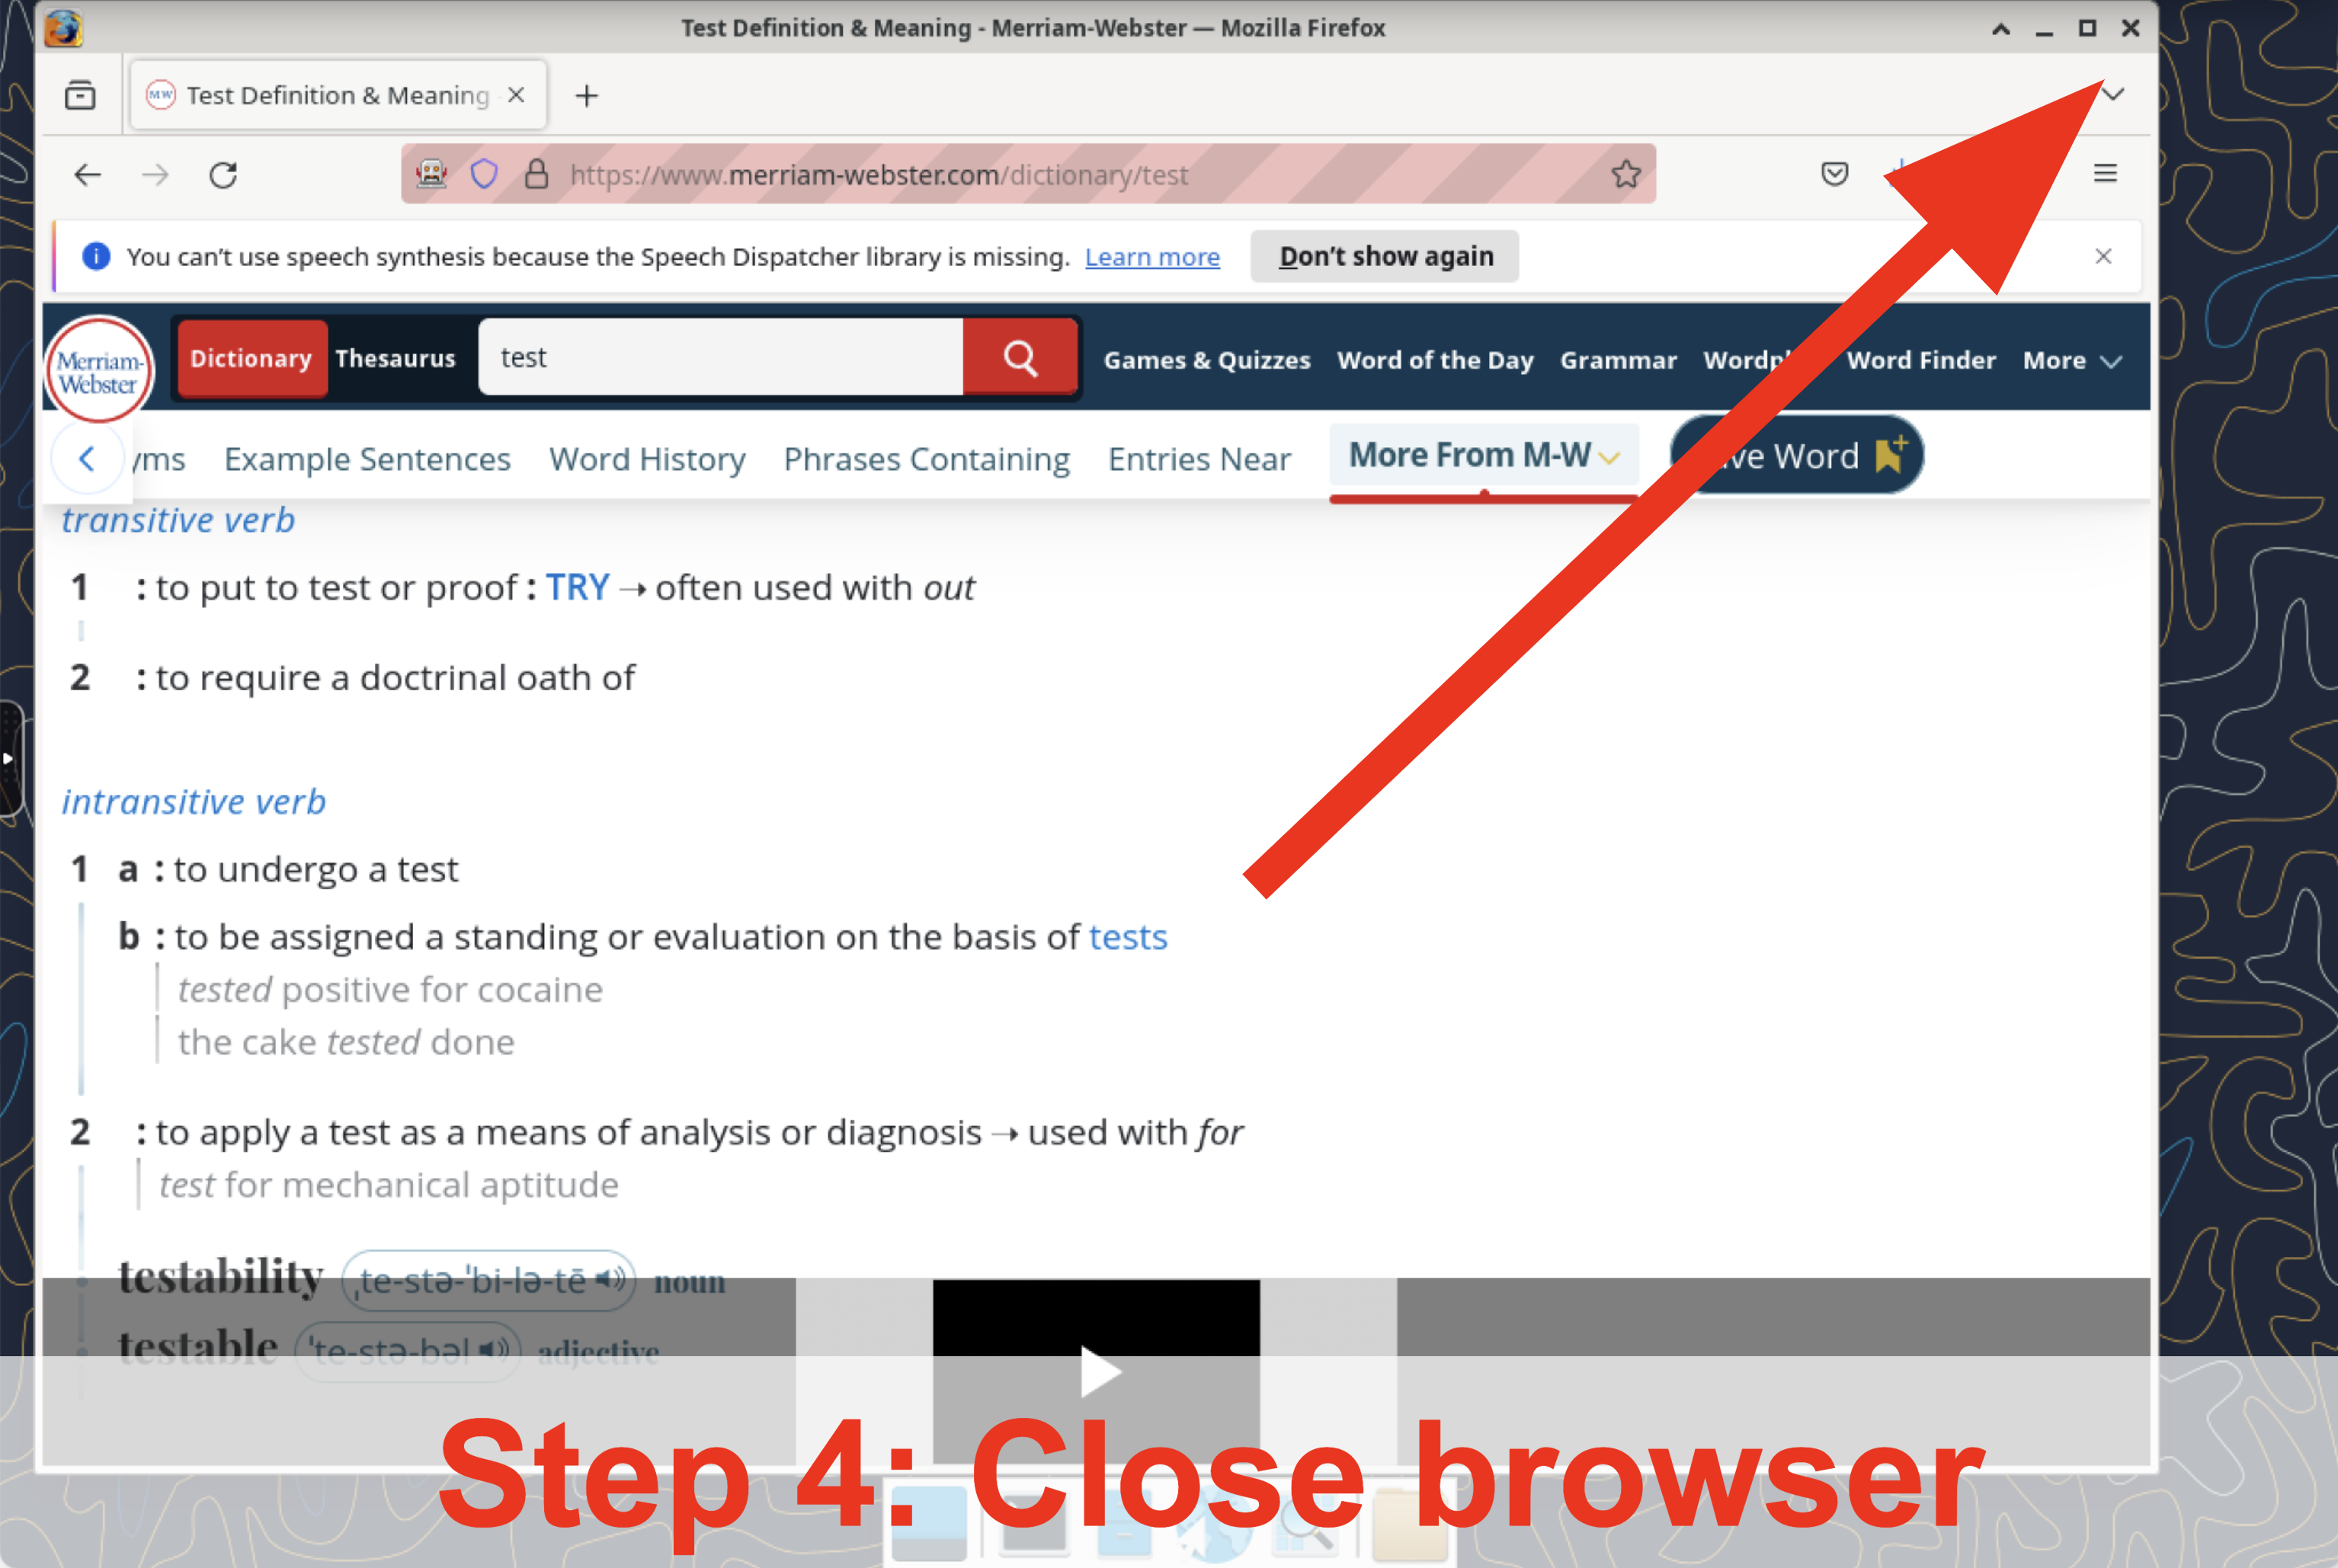 Test Definition & Meaning - Merriam-Webster — Mozilla Firefox
MW Test Definition & Meaning
https://www.merriam-webster.com/dictionary/test
You can't use speech synthesis because the Speech Dispatcher library is missing. Learn more Don't show again
Merriam-Webster
Dictionary Thesaurus test Games & Quizzes Word of the Day Grammar Word Finder More
Example Sentences Word History Phrases Containing Entries Near More From M-W Word
transitive verb
1 : to put to test or proof : TRY → often used with out
2 : to require a doctrinal oath of
intransitive verb
1 a : to undergo a test
b : to be assigned a standing or evaluation on the basis of tests
tested positive for cocaine
the cake tested done
2 : to apply a test as a means of analysis or diagnosis → used with for
test for mechanical aptitude
testability ˌte-stə-ˈbi-lə-tē noun
testable ˈte-stə-bəl adjective
Step 4: Close browser